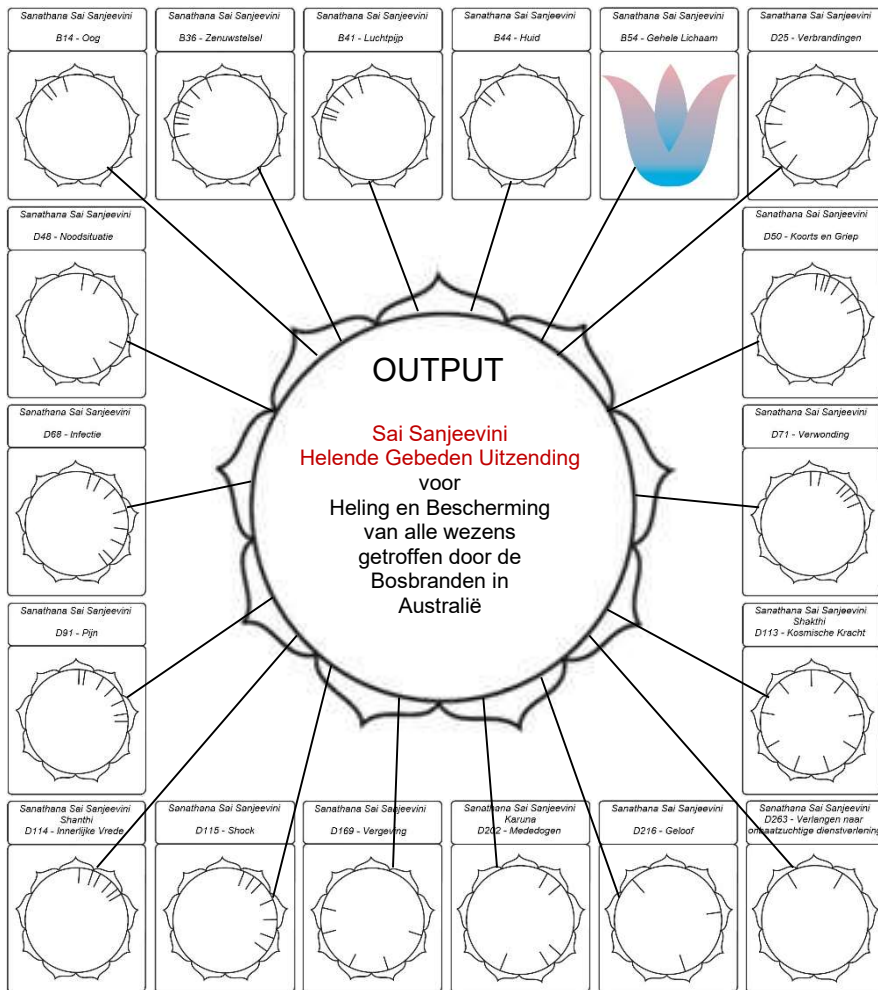 Sanathana Sai Sanjeevini
B14 - Oog
Sanathana Sai Sanjeevini
B36 - Zenuwstelsel
Sanathana Sai Sanjeevini
B41 - Luchtpijp
Sanathana Sai Sanjeevini
B44 - Huid
Sanathana Sai Sanjeevini
B54 - Gehele Lichaam
Sanathana Sai Sanjeevini
D25 - Verbrandingen
Sanathana Sai Sanjeevini
D48 - Noodsituatie
Sanathana Sai Sanjeevini
D50 - Koorts en Griep
OUTPUT
Sai Sanjeevini
Helende Gebeden Uitzending
voor
Heling en Bescherming
van alle wezens
getroffen door de
Bosbranden in
Australië
Sanathana Sai Sanjeevini
D68 - Infectie
Sanathana Sai Sanjeevini
D71 - Verwonding
Sanathana Sai Sanjeevini
D91 - Pijn
Sanathana Sai Sanjeevini
Shakthi
D113 - Kosmische Kracht
Sanathana Sai Sanjeevini
Shanthi
D114 - Innerlijke Vrede
Sanathana Sai Sanjeevini
D115 - Shock
Sanathana Sai Sanjeevini
D169 - Vergeving
Sanathana Sai Sanjeevini
Karuna
D202 - Mededogen
Sanathana Sai Sanjeevini
D216 - Geloof
Sanathana Sai Sanjeevini
D263 - Verlangen naar
onbaatzuchtige dienstverlening